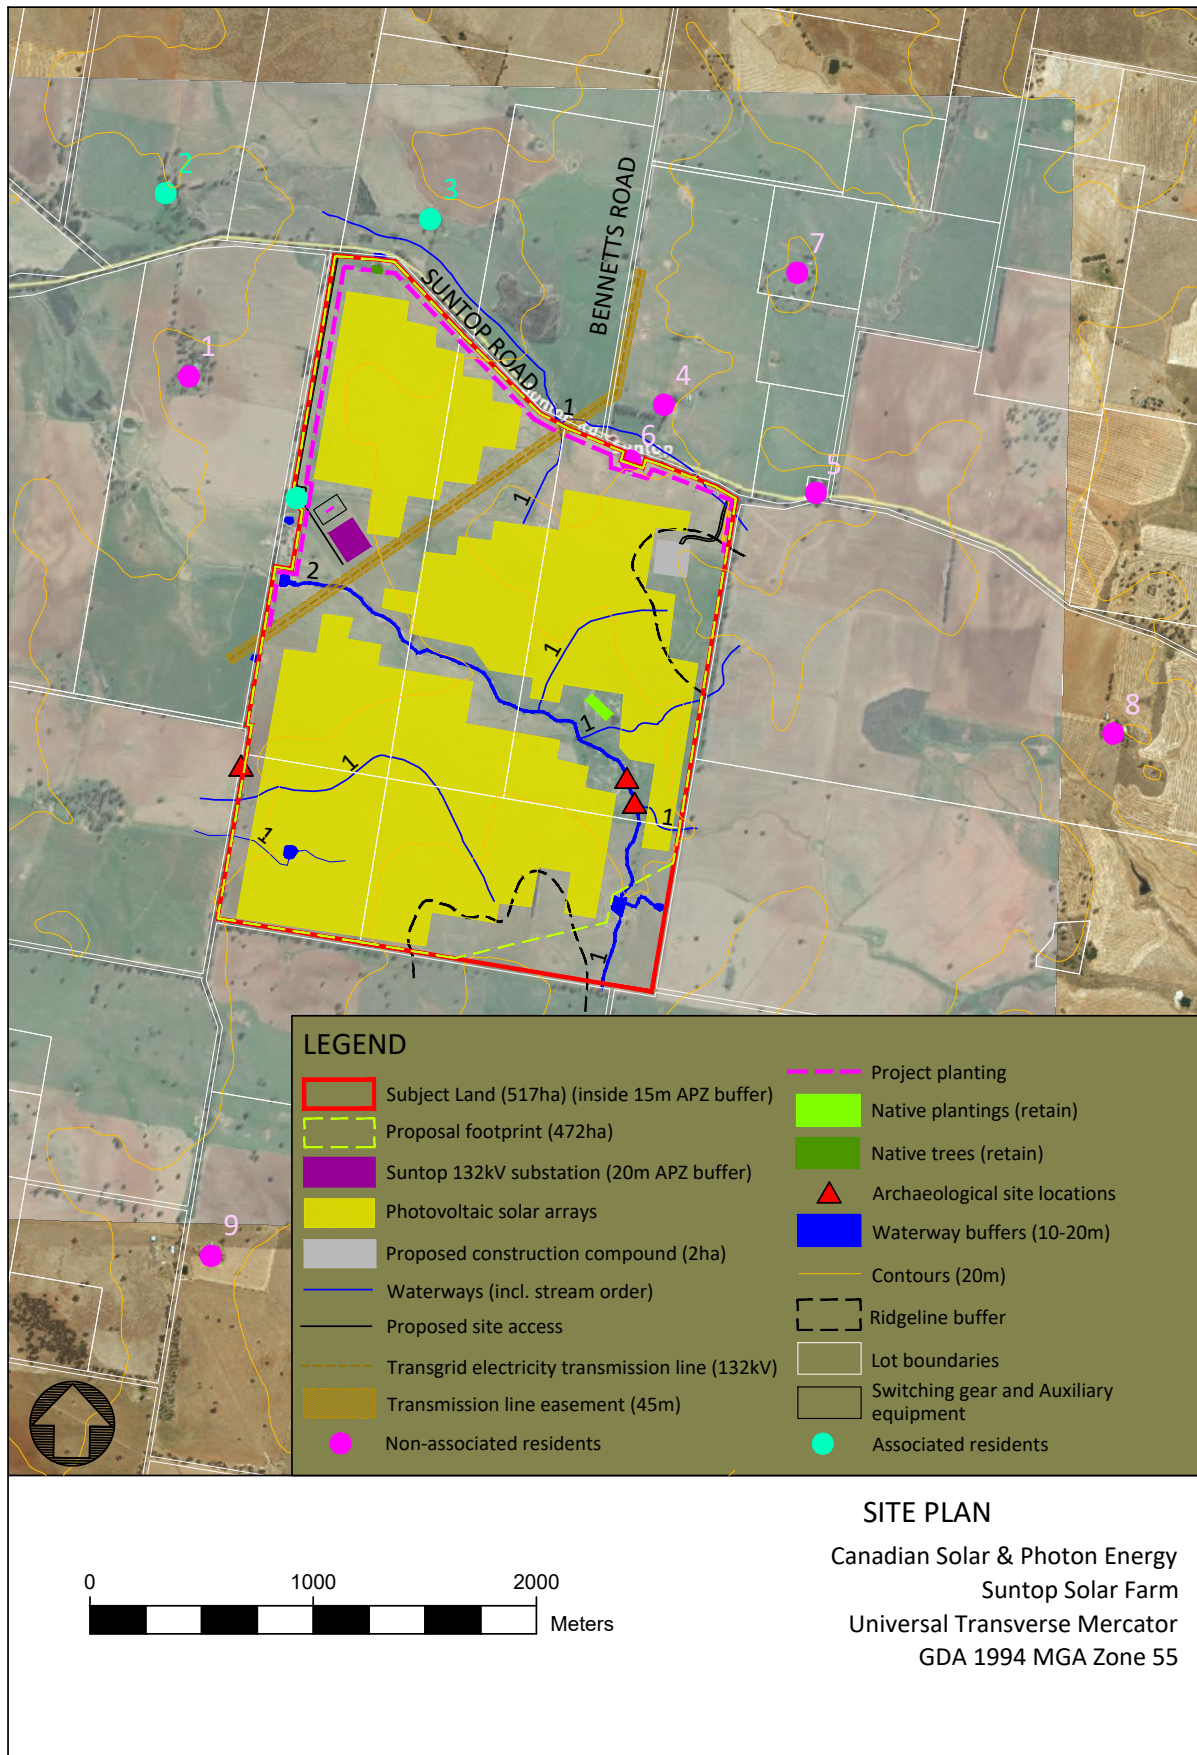 2
3
BENNETTS ROAD
7
SUNTOP ROAD
1
4
1
6
5
1
2
1
1
8
1
1
1
1
9
LEGEND
Subject Land (517ha) (inside 15m APZ buffer)
Proposal footprint (472ha)
Suntop 132kV substation (20m APZ buffer)
Photovoltaic solar arrays
Proposed construction compound (2ha)
Waterways (incl. stream order)
Proposed site access
Transgrid electricity transmission line (132kV)
Transmission line easement (45m)
Non-associated residents
Project planting
Native plantings (retain)
Native trees (retain)
Archaeological site locations
Waterway buffers (10-20m)
Contours (20m)
Ridgeline buffer
Lot boundaries
Switching gear and Auxiliary
equipment
Associated residents
SITE PLAN
Canadian Solar & Photon Energy
Suntop Solar Farm
Universal Transverse Mercator
GDA 1994 MGA Zone 55
0 1000 2000
Meters